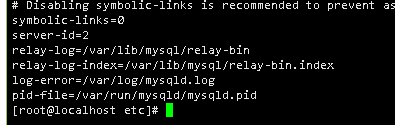 # Disabling symbolic-links is recommended to prevent as
symbolic-links=0
server-id=2
relay-log=/var/lib/mysql/relay-bin
relay-log-index=/var/lib/mysql/relay-bin.index
log-error=/var/log/mysqld.log
pid-file=/var/run/mysqld/mysqld.pid
[root@localhost etc]#